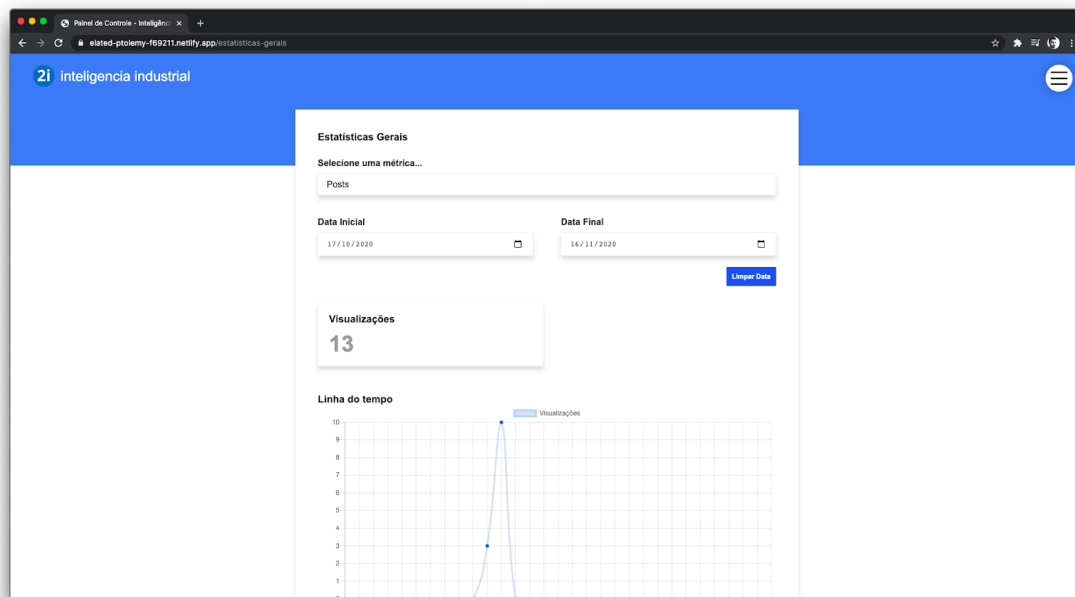 Painel de Controle - Inteligênci
elated-ptolemy-f69211.netlify.app/estatisticas-gerais
2i inteligencia industrial
Estatísticas Gerais
Selecione uma métrica...
Posts
Data Inicial
Data Final
17/10/2020
16/11/2020
Limpar Data
Visualizações
13
Linha do tempo
Visualizações
10
9
8
7
6
5
4
3
2
1